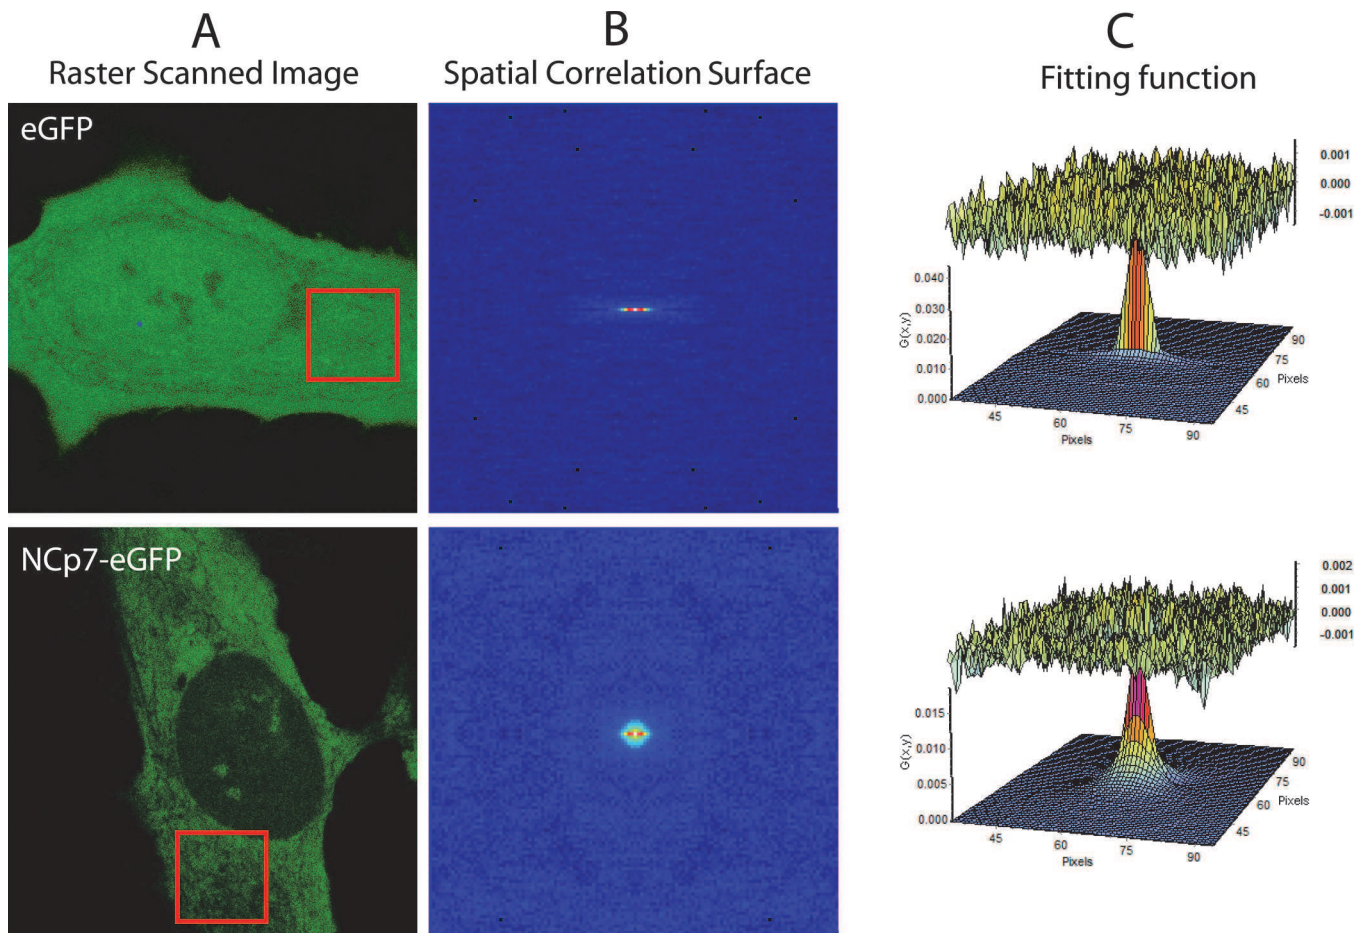 A
Raster Scanned Image
B
Spatial Correlation Surface
C
Fitting function
eGFP
0.001
0.000
-0.001
0.040
0.030
0.020
0.010
0.000
G(x,y)
45
60
75
90
Pixels
45
60
75
90
Pixels
NCp7-eGFP
0.002
0.001
0.000
-0.001
0.015
0.010
0.005
0.000
G(x,y)
45
60
75
90
Pixels
45
60
75
90
Pixels